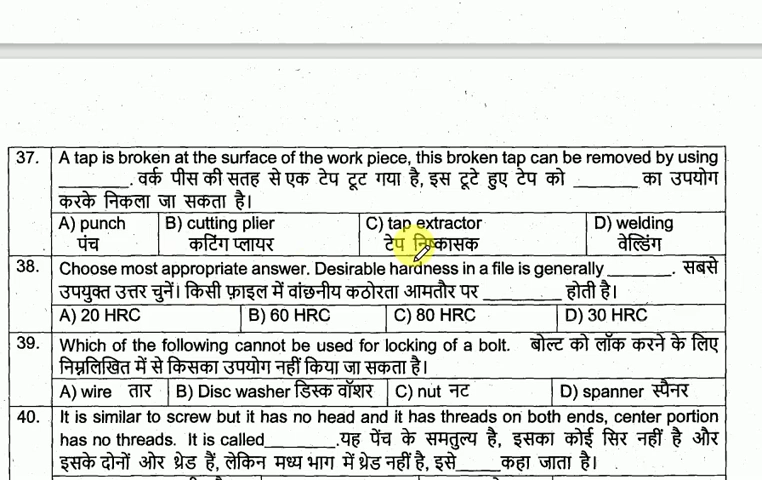 37. A tap is broken at the surface of the work piece, this broken tap can be removed by using
_______. वर्क पीस की सतह से एक टेप टूट गया है, इस टूटे हुए टेप को _______ का उपयोग
करके निकला जा सकता है।
A) punch B) cutting plier C) tap extractor D) welding
पंच कटिंग प्लायर टेप निष्कासक वेल्डिंग
38. Choose most appropriate answer. Desirable hardness in a file is generally _______. सबसे
उपयुक्त उत्तर चुनें। किसी फ़ाइल में वांछनीय कठोरता आमतौर पर ________ होती है।
A) 20 HRC B) 60 HRC C) 80 HRC D) 30 HRC
39. Which of the following cannot be used for locking of a bolt. बोल्ट को लॉक करने के लिए
निम्नलिखित में से किसका उपयोग नहीं किया जा सकता है।
A) wire तार B) Disc washer डिस्क वॉशर C) nut नट D) spanner स्पैनर
40. It is similar to screw but it has no head and it has threads on both ends, center portion
has no threads. It is called_______.यह पेंच के समतुल्य है, इसका कोई सिर नहीं है और
इसके दोनों ओर थ्रेड हैं, लेकिन मध्य भाग में थ्रेड नहीं है, इसे____कहा जाता है।